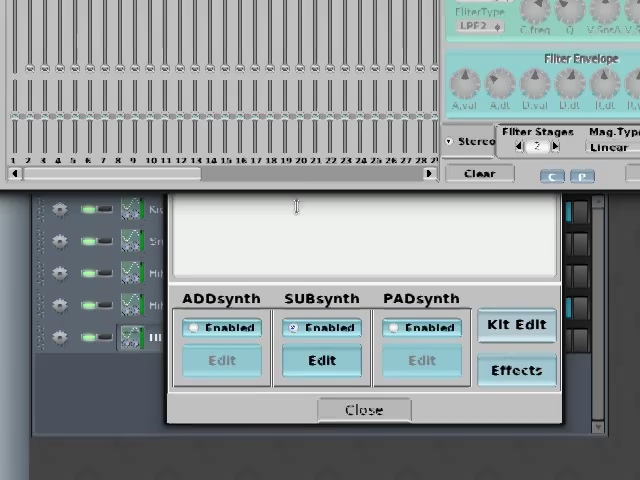 FilterType
LPF2
C.freq Q V.SnsA
Filter Envelope
A.val A.dt D.val D.dt R.dt
Stereo
Filter Stages Mag.Type
2 Linear
1 2 3 4 5 6 7 8 9 10 11 12 13 14 15 16 17 18 19 20 21 22 23 24 25 26 27 28
Clear C P
ADDsynth SUBsynth PADsynth
Enabled Enabled Enabled
Kit Edit
Edit Edit Edit
Effects
Close